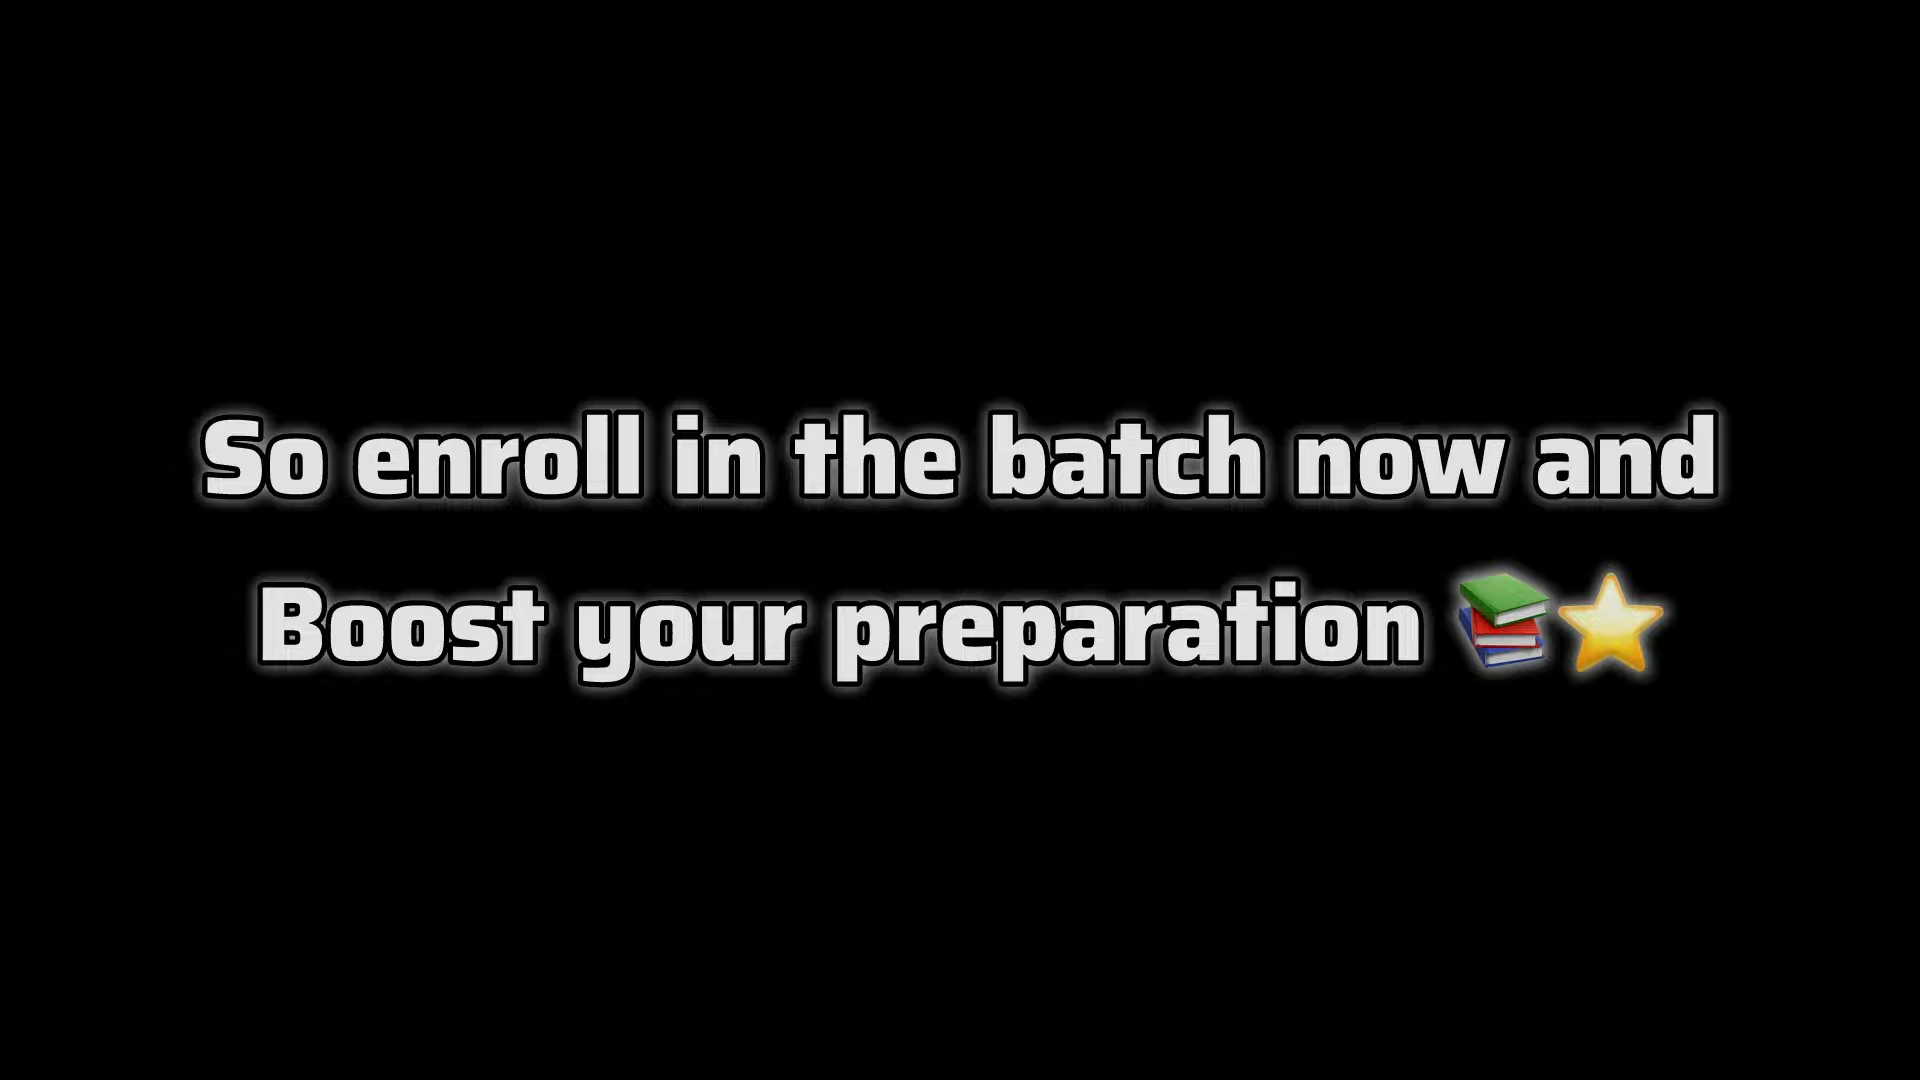 So enroll in the batch now and
Boost your preparation 📚⭐